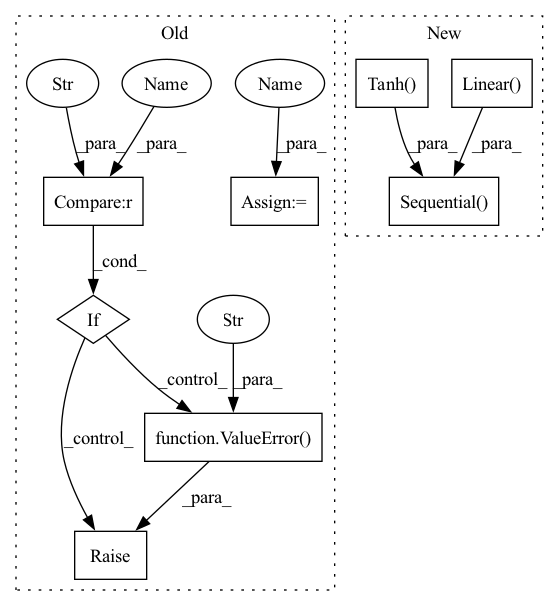 Old
New
Str
Name
Name
Tanh()
Linear()
_para_
_para_
_para_
_para_
_para_
Compare:r
Assign:=
Sequential()
_cond_
If
Str
_control_
_para_
_control_
function.ValueError()
_para_
Raise